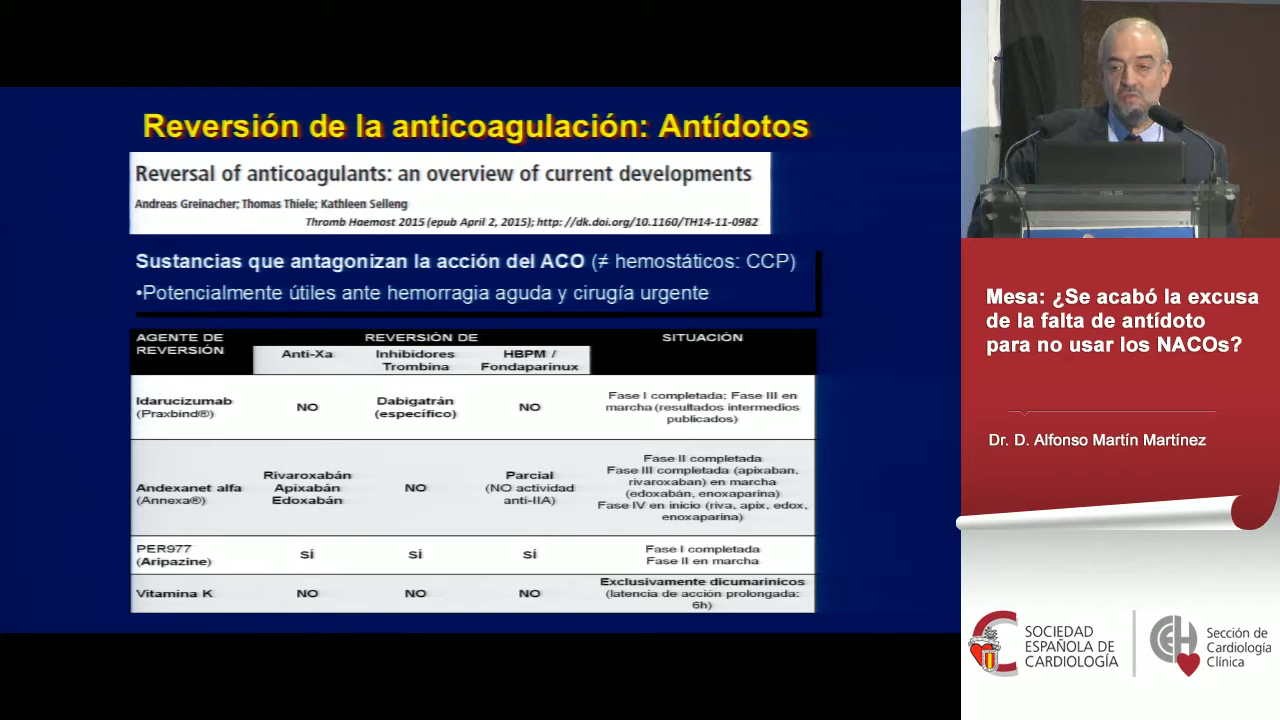 Reversión de la anticoagulación: Antídotos
Reversal of anticoagulants: an overview of current developments
Andreas Greinacher; Thomas Thiele; Kathleen Selleng
Thromb Haemost 2015 (epub April 2, 2015); http: //dk.doi.org/10.1160/TH14-11-0982
Sustancias que antagonizan la acción del ACO (≠ hemostáticos: CCP)
•Potencialmente útiles ante hemorragia aguda y cirugía urgente
AGENTE DE
REVERSIÓN
REVERSIÓN DE
SITUACIÓN
Anti-Xa
Inhibidores
Trombina
HBPM /
Fondaparinux
Idarucizumab
(Praxbind®)
NO
Dabigatrán
(específico)
NO
Fase I completada; Fase III en
marcha (resultados intermedios
publicados)
Andexanet alfa
(Annexa®)
Rivaroxabán
Apixabán
Edoxabán
NO
Parcial
(NO actividad
anti-IIA)
Fase II completada
Fase III completada (apixaban,
rivaroxaban) en marcha
(edoxabán, enoxaparina)
Fase IV en inicio (riva, apix, edox,
enoxaparina)
PER977
(Aripazine)
SÍ
SÍ
SÍ
Fase I completada
Fase II en marcha
Vitamina K
NO
NO
NO
Exclusivamente dicumarínicos
(latencia de acción prolongada:
6h)
Mesa: ¿Se acabó la excusa
de la falta de antídoto
para no usar los NACOs?
Dr. D. Alfonso Martín Martínez
SOCIEDAD
ESPAÑOLA DE
CARDIOLOGÍA
Sección de
Cardiología
Clínica